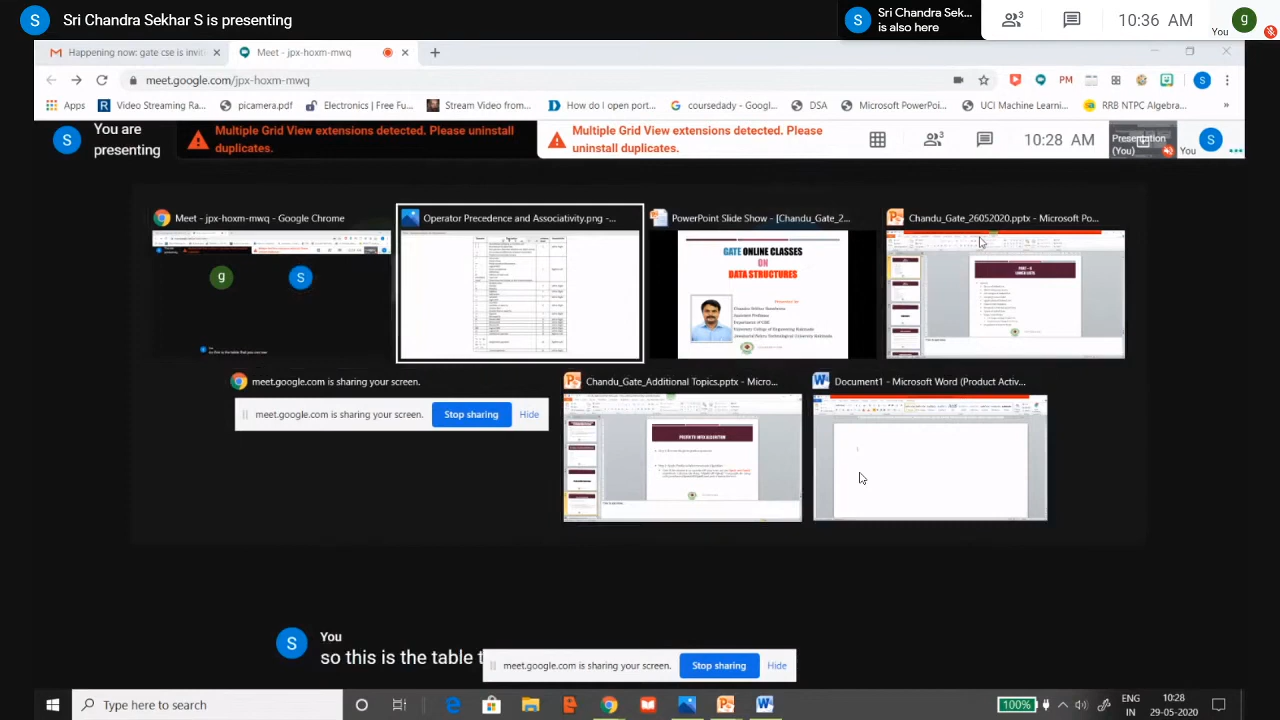 Sri Chandra Sekhar S is presenting
Sri Chandra Sek...
is also here
3
10:36 AM
You
Happening now: gate cse is invit
Meet - jpx-hoxm-mwq
meet.google.com/jpx-hoxm-mwq
Apps
Video Streaming Ra...
picamera.pdf
Electronics | Free Fu...
Stream Video from...
How do I open port...
coursedady - Googl...
DSA
Microsoft PowerPoi...
UCI Machine Learni...
RRB NTPC Algebra...
You are
presenting
Multiple Grid View extensions detected. Please uninstall
duplicates.
Multiple Grid View extensions detected. Please
uninstall duplicates.
3
10:28 AM
Presentation
(You)
You
Meet - jpx-hoxm-mwq - Google Chrome
Operator Precedence and Associativity.png -...
PowerPoint Slide Show - [Chandu_Gate_2...
Chandu_Gate_26052020.pptx - Microsoft Po...
GATE ONLINE CLASSES
ON
DATA STRUCTURES
meet.google.com is sharing your screen.
Chandu_Gate_Additional Topics.pptx - Micro...
Document1 - Microsoft Word (Product Activ...
meet.google.com is sharing your screen.
Stop sharing
Hide
You
so this is the table t
meet.google.com is sharing your screen.
Stop sharing
Hide
Type here to search
100%
ENG
IN
10:28
29-05-2020